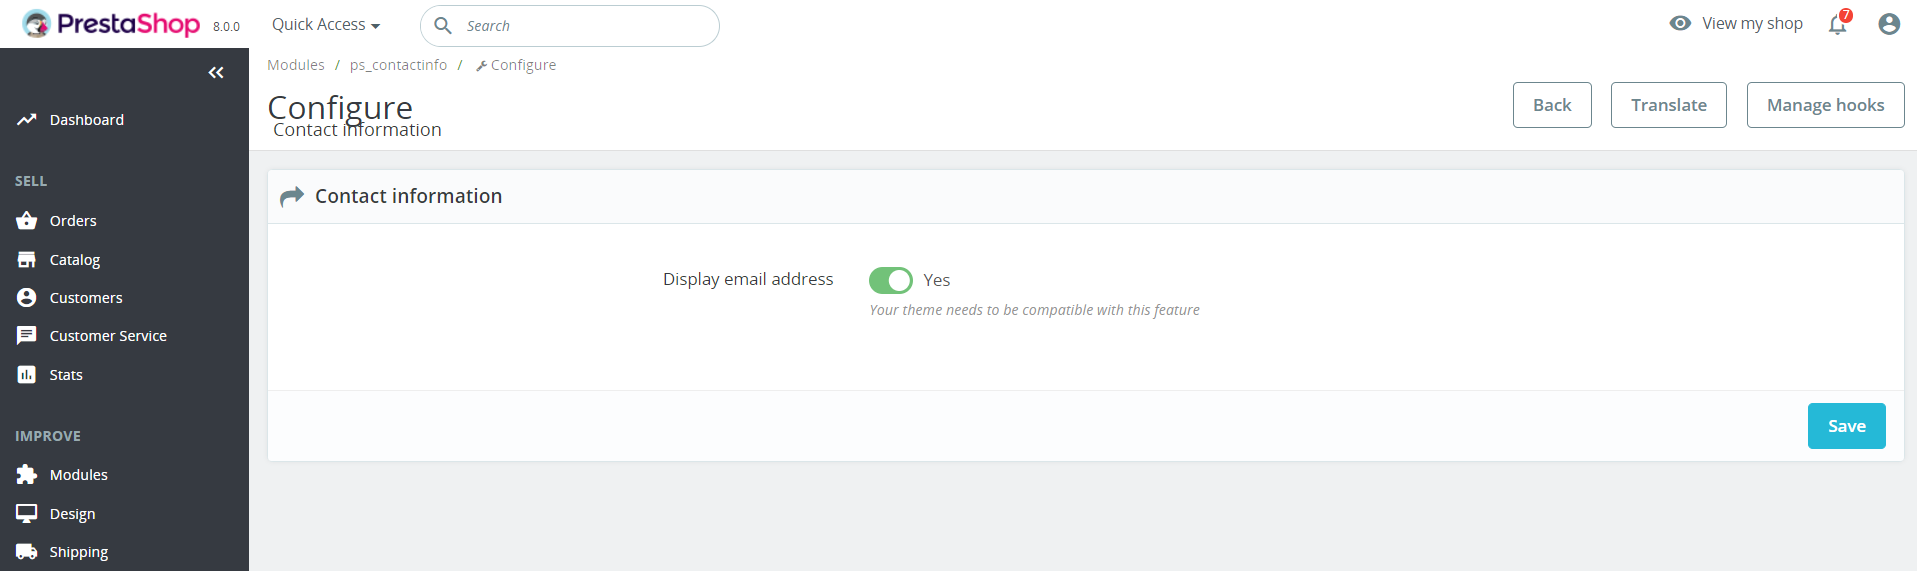 PrestaShop 8.0.0 Quick Access Search View my shop 7
Modules / ps_contactinfo / Configure
Configure
Contact information
Back Translate Manage hooks
Dashboard
SELL
Orders
Catalog
Customers
Customer Service
Stats
IMPROVE
Modules
Design
Shipping
Contact information
Display email address Yes
Your theme needs to be compatible with this feature
Save